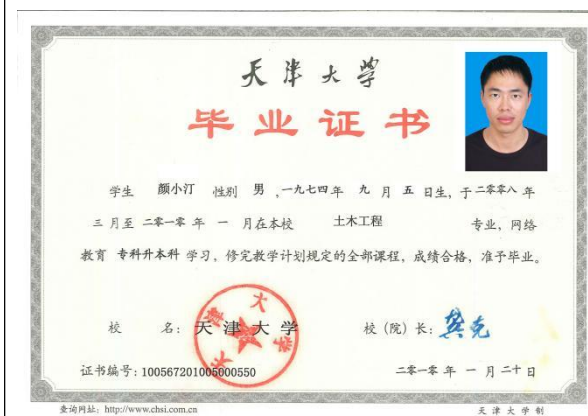 天津大学
毕业证书
学生 颜小汀 性别 男 ,一九七四年 九 月 五 日生,于二零零八 年
三月至 二零一零 年 一 月在本校 土木工程 专业,网络
教育 专科升本科 学习,修完教学计划规定的全部课程,成绩合格,准予毕业。
校 名: 天津大学 校(院)长: 龚克
天津大学
证书编号: 100567201005000550 二零一零 年 一 月 二十 日
查询网址: http://www.chsi.com.cn 天津大学制